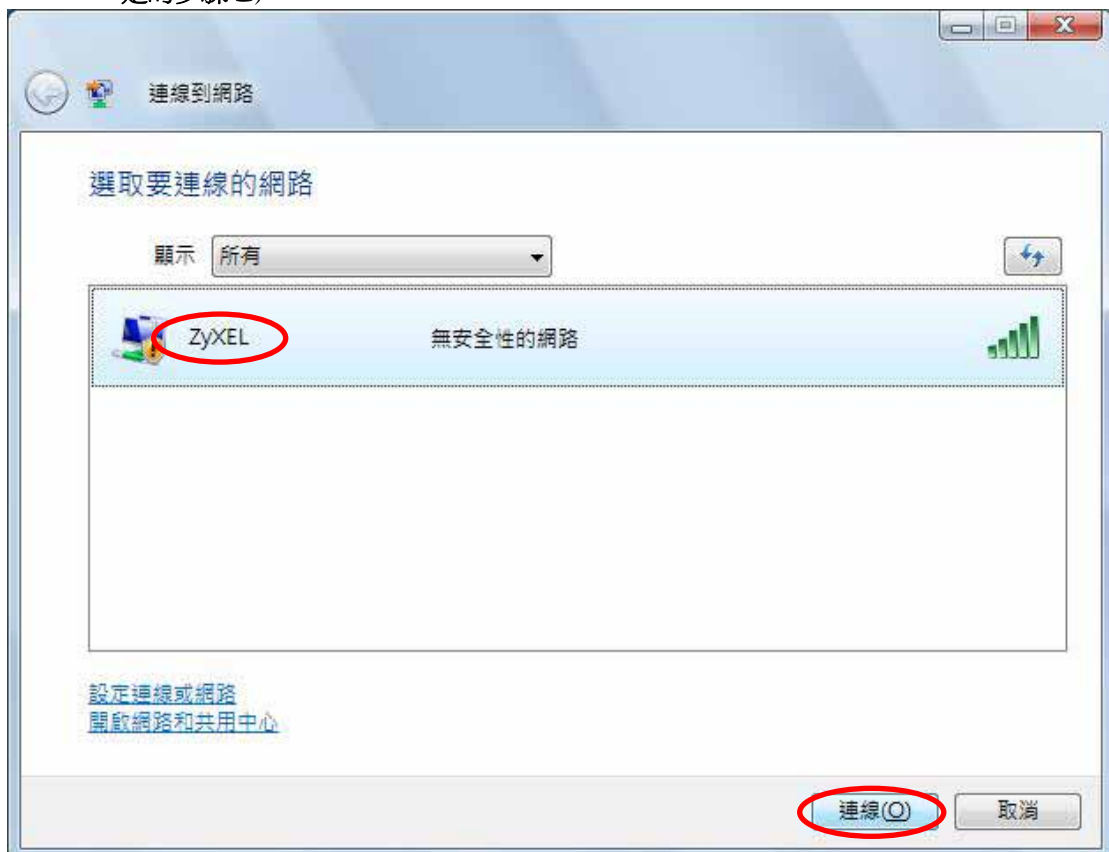 連線到網路
選取要連線的網路
顯示 所有
ZyXEL 無安全性的網路
設定連線或網路
開啟網路和共用中心
連線(O) 取消